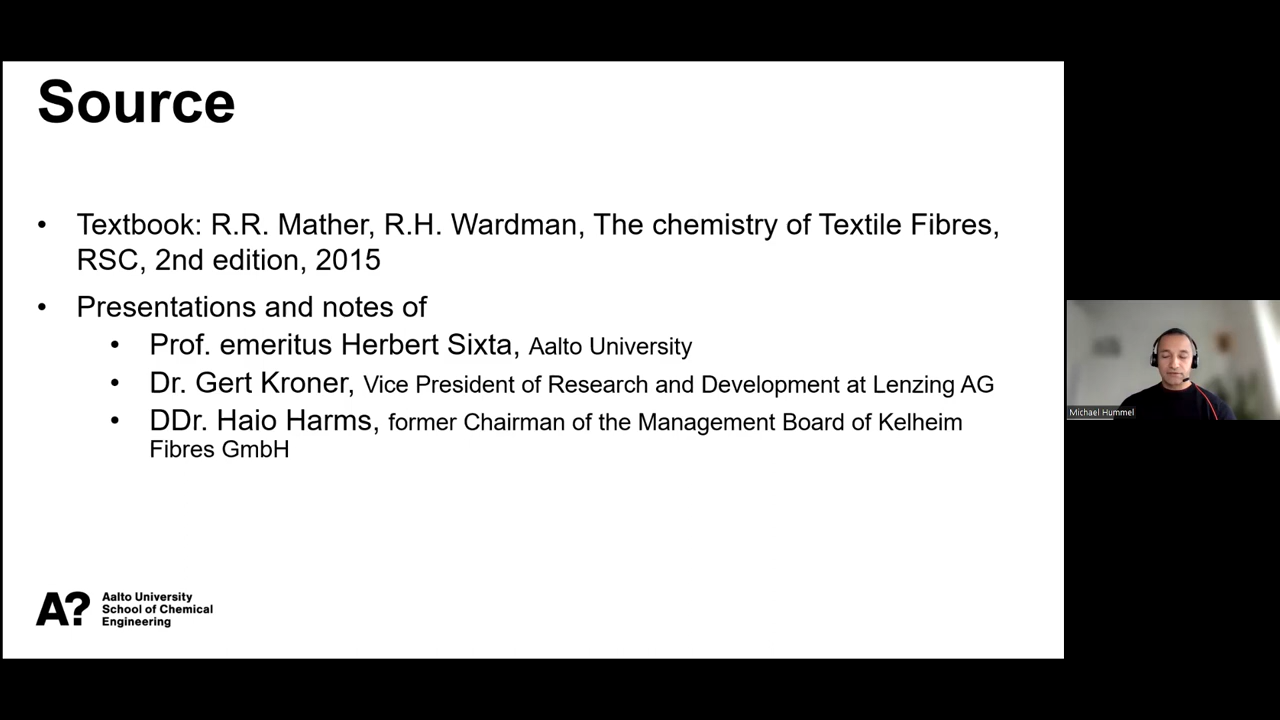 Source
• Textbook: R.R. Mather, R.H. Wardman, The chemistry of Textile Fibres,
RSC, 2nd edition, 2015
• Presentations and notes of
• Prof. emeritus Herbert Sixta, Aalto University
• Dr. Gert Kroner, Vice President of Research and Development at Lenzing AG
• DDr. Haio Harms, former Chairman of the Management Board of Kelheim
Fibres GmbH
Michael Hummel
A? Aalto University
School of Chemical
Engineering